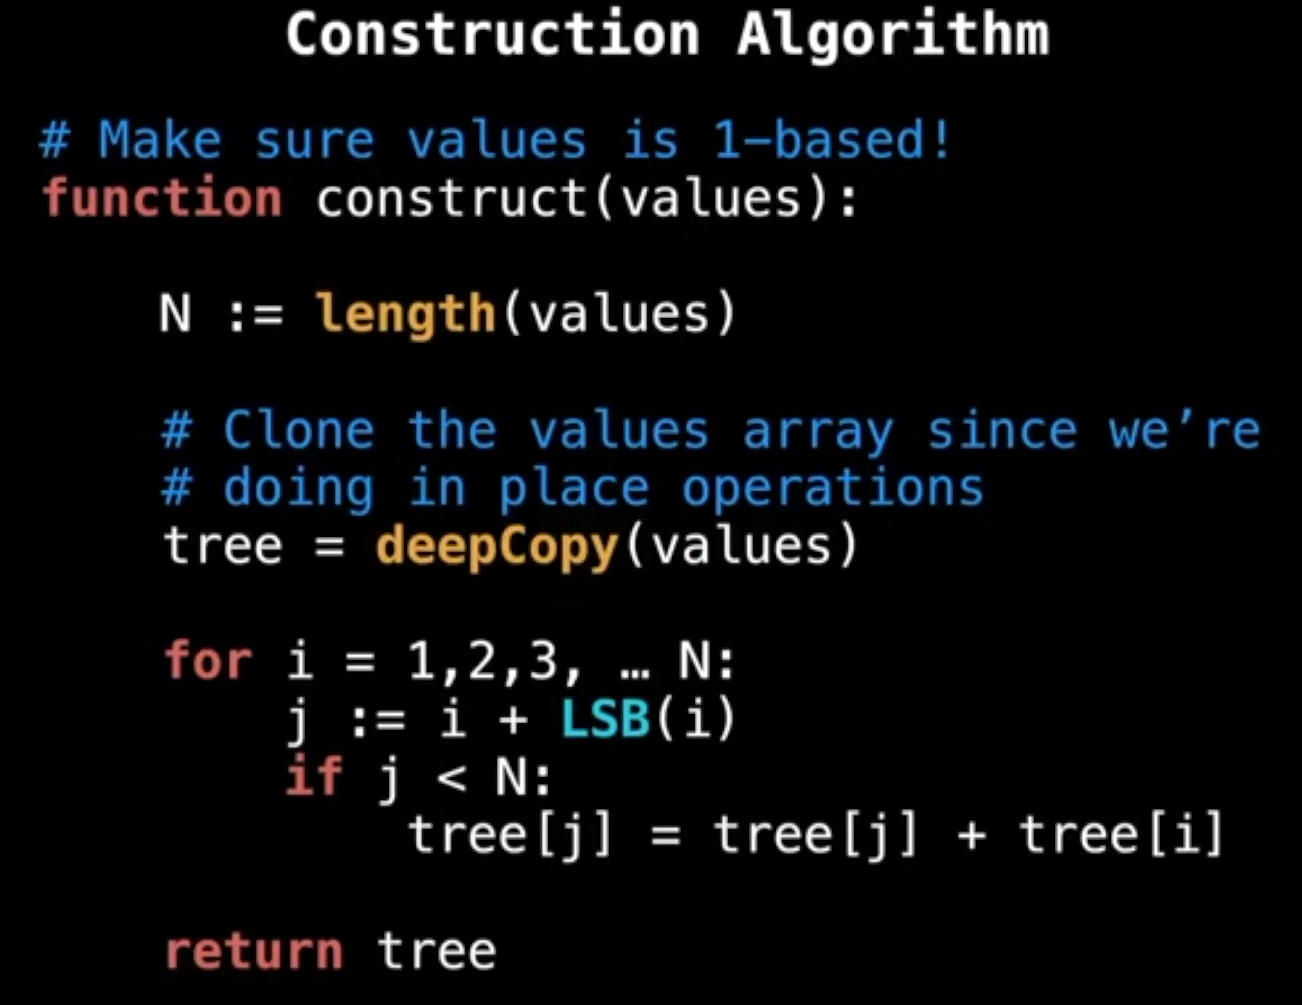 Construction Algorithm
# Make sure values is 1-based!
function construct(values):
N := length(values)
# Clone the values array since we’re
# doing in place operations
tree = deepCopy(values)
for i = 1,2,3, … N:
j := i + LSB(i)
if j < N:
tree[j] = tree[j] + tree[i]
return tree